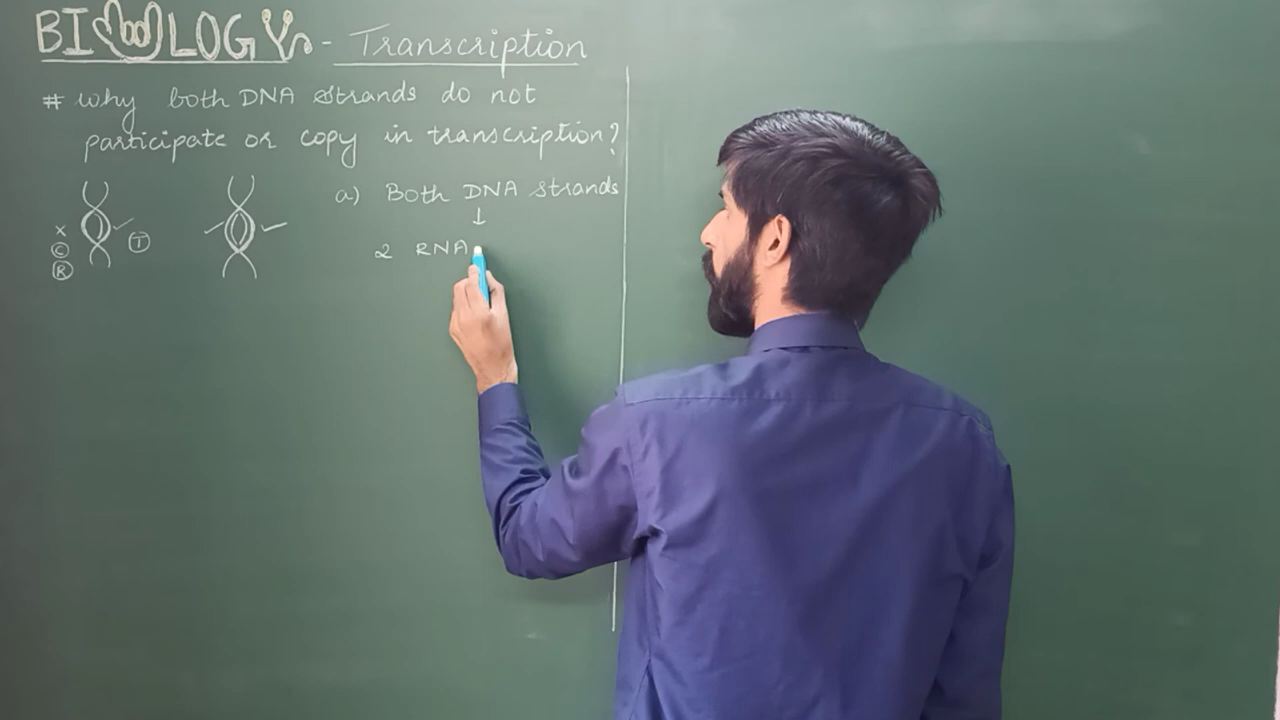 BIOLOGY - Transcription
# Why both DNA strands do not
participate or copy in transcription?
a) Both DNA strands
↓
2 RNA
x
C
T
R